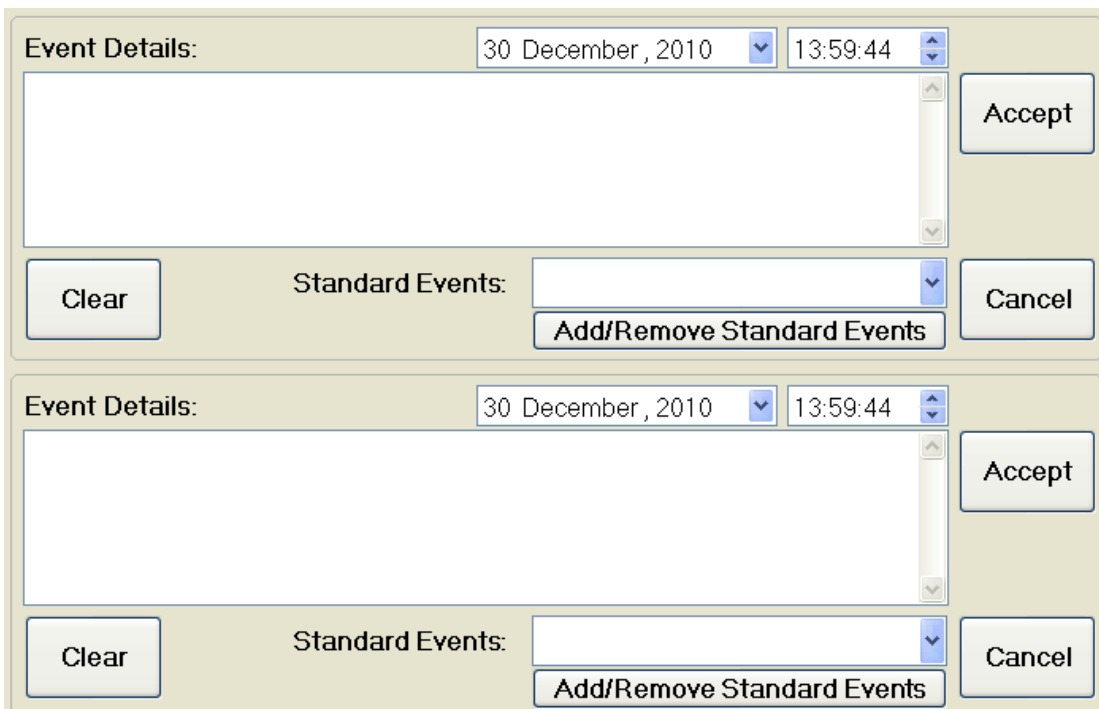 Event Details: 30 December , 2010 13:59:44
Accept
Clear Standard Events: Cancel
Add/Remove Standard Events
Event Details: 30 December , 2010 13:59:44
Accept
Clear Standard Events: Cancel
Add/Remove Standard Events